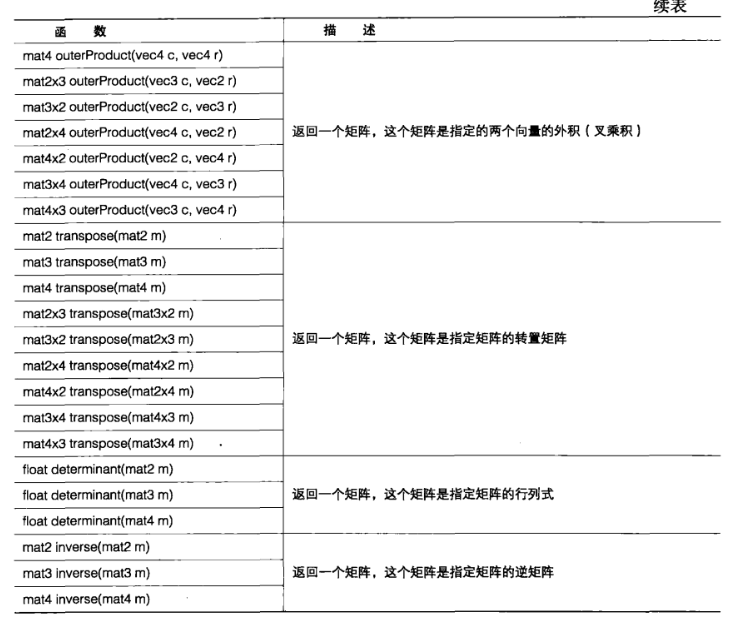 续表
函 数 描 述
mat4 outerProduct(vec4 c, vec4 r)
mat2x3 outerProduct(vec3 c, vec2 r)
mat3x2 outerProduct(vec2 c, vec3 r)
mat2x4 outerProduct(vec4 c, vec2 r)
返回一个矩阵，这个矩阵是指定的两个向量的外积（叉乘积）
mat4x2 outerProduct(vec2 c, vec4 r)
mat3x4 outerProduct(vec4 c, vec3 r)
mat4x3 outerProduct(vec3 c, vec4 r)
mat2 transpose(mat2 m)
mat3 transpose(mat3 m)
mat4 transpose(mat4 m)
mat2x3 transpose(mat3x2 m)
mat3x2 transpose(mat2x3 m)
返回一个矩阵，这个矩阵是指定矩阵的转置矩阵
mat2x4 transpose(mat4x2 m)
mat4x2 transpose(mat2x4 m)
mat3x4 transpose(mat4x3 m)
mat4x3 transpose(mat3x4 m)
float determinant(mat2 m)
float determinant(mat3 m)
返回一个矩阵，这个矩阵是指定矩阵的行列式
float determinant(mat4 m)
mat2 inverse(mat2 m)
mat3 inverse(mat3 m)
返回一个矩阵，这个矩阵是指定矩阵的逆矩阵
mat4 inverse(mat4 m)